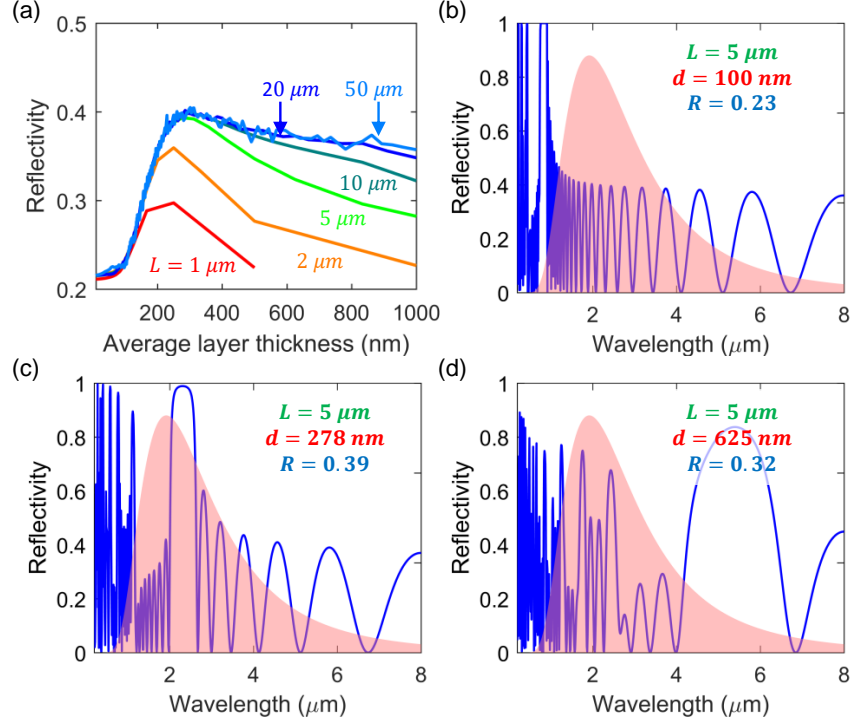 (a)
0.5
0.4
0.3
0.2
Reflectivity
20 μm
50 μm
10 μm
5 μm
L = 1 μm
2 μm
200 400 600 800 1000
Average layer thickness (nm)
(b)
1
0.8
0.6
0.4
0.2
0
Reflectivity
L = 5 μm
d = 100 nm
R = 0.23
2 4 6 8
Wavelength (μm)
(c)
1
0.8
0.6
0.4
0.2
0
Reflectivity
L = 5 μm
d = 278 nm
R = 0.39
2 4 6 8
Wavelength (μm)
(d)
1
0.8
0.6
0.4
0.2
0
Reflectivity
L = 5 μm
d = 625 nm
R = 0.32
2 4 6 8
Wavelength (μm)